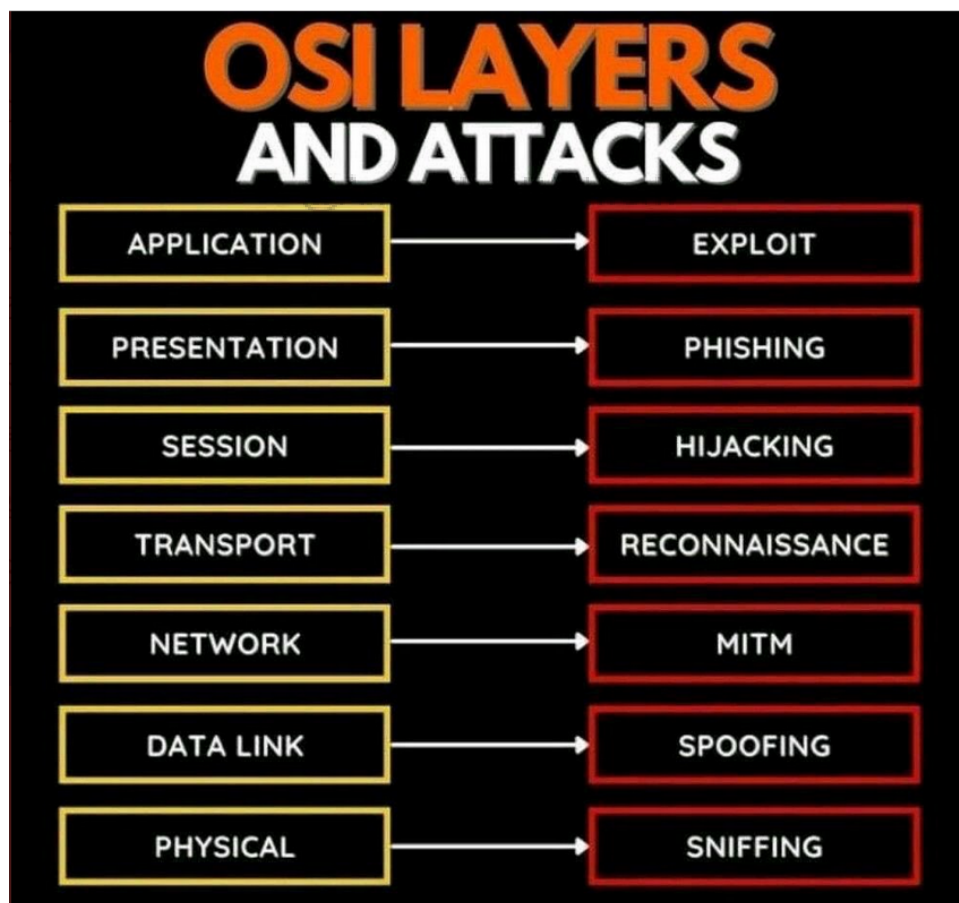 OSI LAYERS
AND ATTACKS
APPLICATION
EXPLOIT
PRESENTATION
PHISHING
SESSION
HIJACKING
TRANSPORT
RECONNAISSANCE
NETWORK
MITM
DATA LINK
SPOOFING
PHYSICAL
SNIFFING